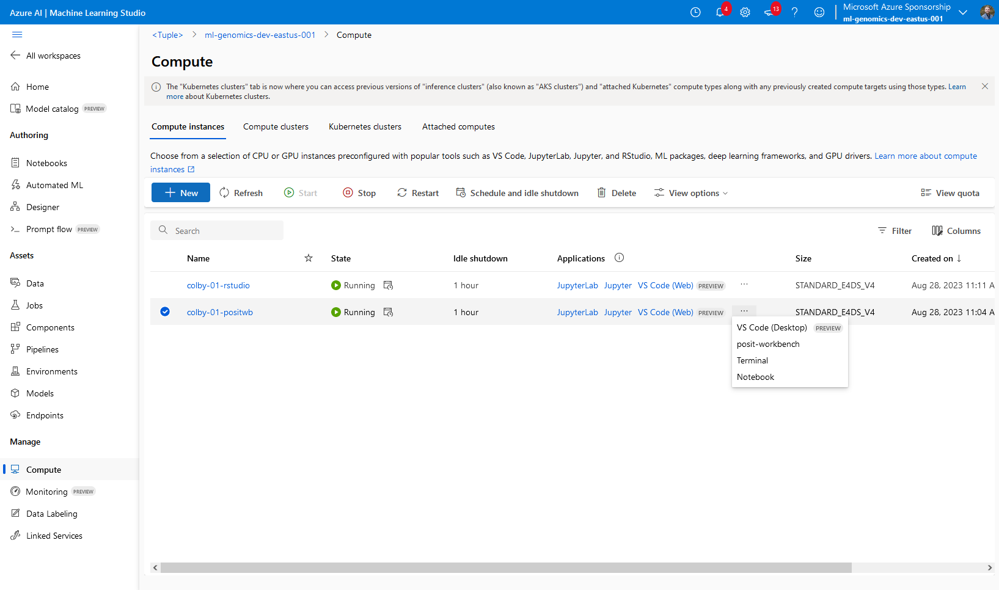 Azure AI | Machine Learning Studio
4
13
Microsoft Azure Sponsorship
ml-genomics-dev-eastus-001
All workspaces
Home
Model catalog PREVIEW
Authoring
Notebooks
Automated ML
Designer
Prompt flow PREVIEW
Assets
Data
Jobs
Components
Pipelines
Environments
Models
Endpoints
Manage
Compute
Monitoring PREVIEW
Data Labeling
Linked Services
<Tuple> > ml-genomics-dev-eastus-001 > Compute
Compute
The "Kubernetes clusters" tab is now where you can access previous versions of "inference clusters" (also known as "AKS clusters") and "attached Kubernetes" compute types along with any previously created compute targets using those types. Learn
more about Kubernetes clusters.
Compute instances Compute clusters Kubernetes clusters Attached computes
Choose from a selection of CPU or GPU instances preconfigured with popular tools such as VS Code, JupyterLab, Jupyter, and RStudio, ML packages, deep learning frameworks, and GPU drivers. Learn more about compute
instances
New Refresh Start Stop Restart Schedule and idle shutdown Delete View options View quota
Search Filter Columns
Name State Idle shutdown Applications Size Created on ↓
colby-01-rstudio Running 1 hour JupyterLab Jupyter VS Code (Web) PREVIEW ... STANDARD_E4DS_V4 Aug 28, 2023 11:11 A
colby-01-positwb Running 1 hour JupyterLab Jupyter VS Code (Web) PREVIEW ... STANDARD_E4DS_V4 Aug 28, 2023 11:04 A
VS Code (Desktop) PREVIEW
posit-workbench
Terminal
Notebook